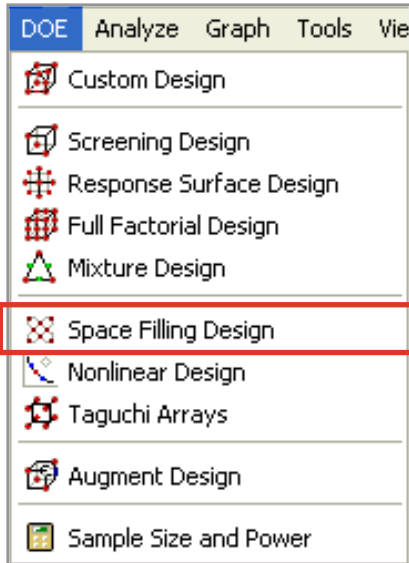 DOE Analyze Graph Tools Vie
Custom Design
Screening Design
Response Surface Design
Full Factorial Design
Mixture Design
Space Filling Design
Nonlinear Design
Taguchi Arrays
Augment Design
Sample Size and Power